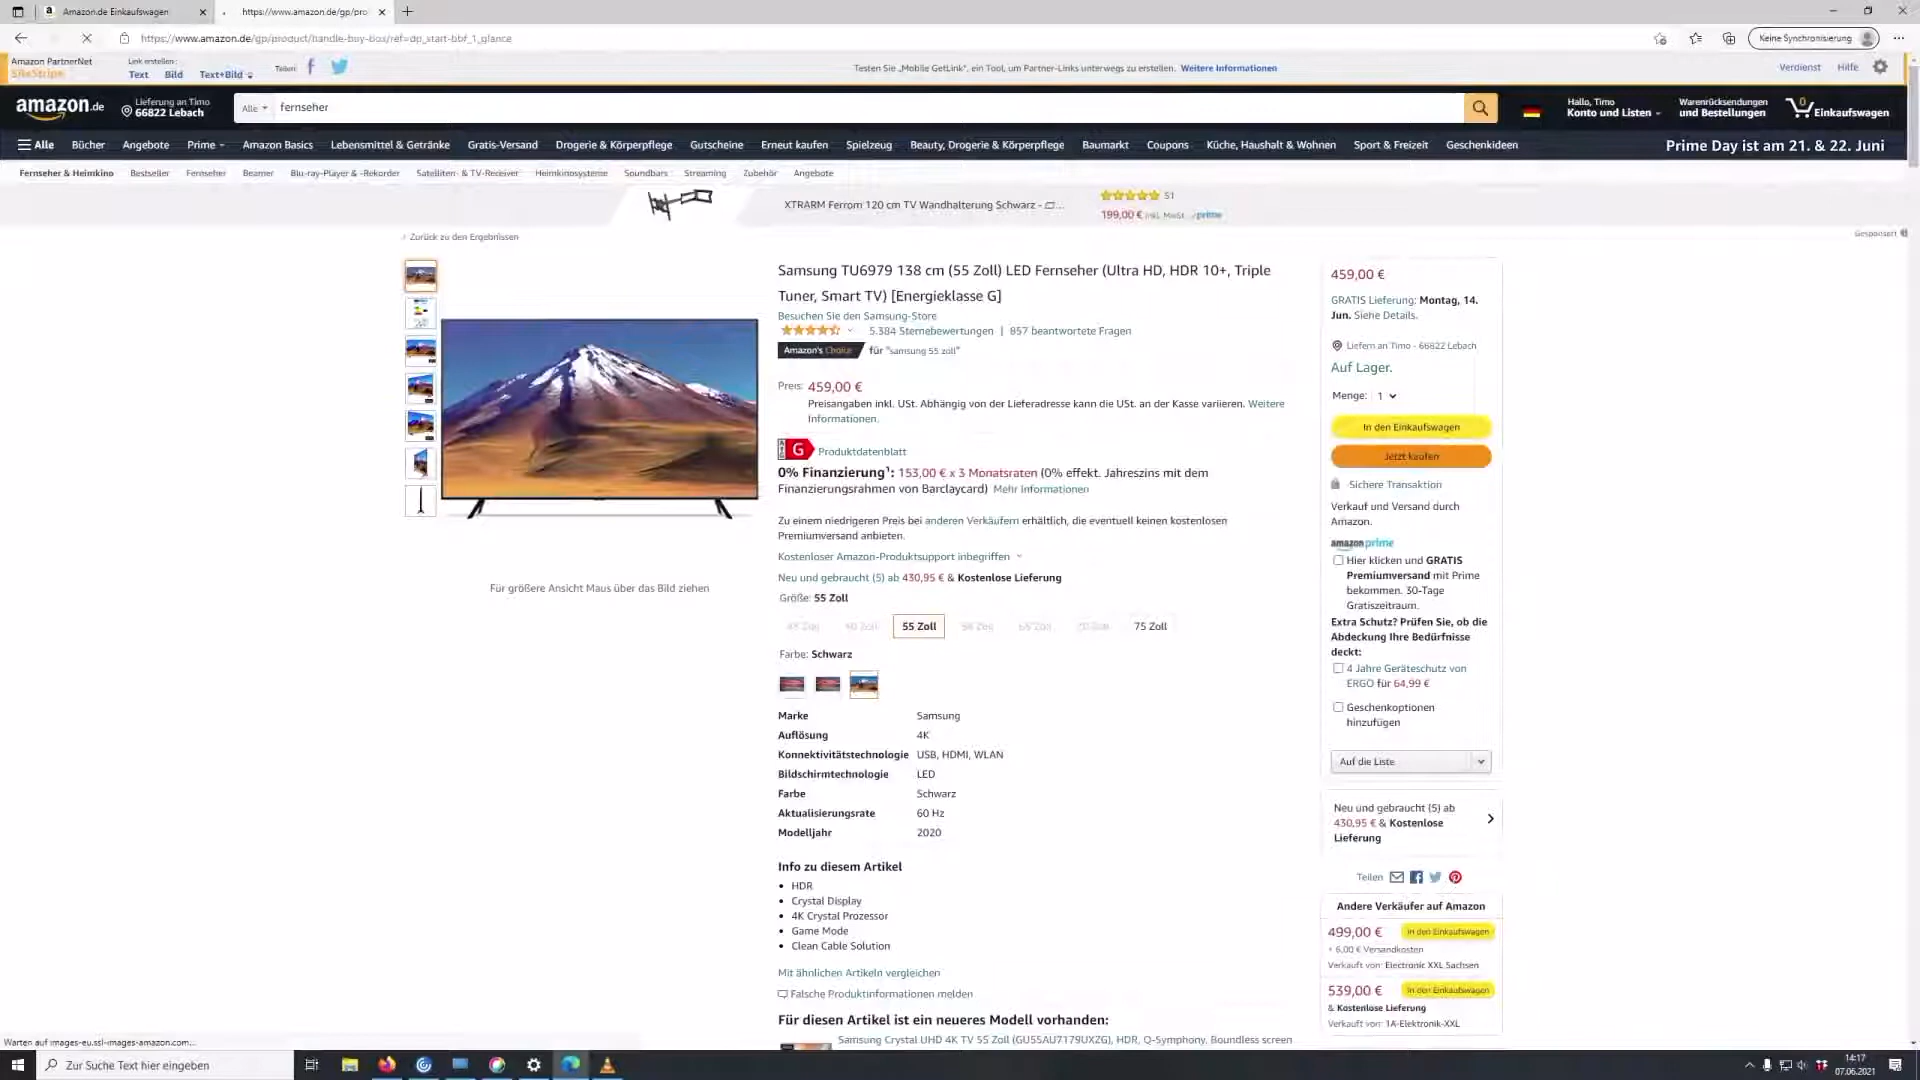 Amazon.de Einkaufswagen
https://www.amazon.de/gp/pro
https://www.amazon.de/gp/product/handle-buy-box/ref=dp_start-bbf_1_glance
Keine Synchronisierung
Amazon PartnerNet
SiteStripe
Link erstellen:
Text Bild Text+Bild
Teilen:
Testen Sie „Mobile GetLink“, ein Tool, um Partner-Links unterwegs zu erstellen. Weitere Informationen
Verdienst Hilfe
amazon.de
Lieferung an Timo
66822 Lebach
Alle
fernseher
Hallo, Timo
Konto und Listen
Warenrücksendungen
und Bestellungen
0
Einkaufswagen
Alle Bücher Angebote Prime Amazon Basics Lebensmittel & Getränke Gratis-Versand Drogerie & Körperpflege Gutscheine Erneut kaufen Spielzeug Beauty, Drogerie & Körperpflege Baumarkt Coupons Küche, Haushalt & Wohnen Sport & Freizeit Geschenkideen
Prime Day ist am 21. & 22. Juni
Fernseher & Heimkino Bestseller Fernseher Beamer Blu-ray-Player & -Rekorder Satelliten- & TV-Receiver Heimkinosysteme Soundbars Streaming Zubehör Angebote
XTRARM Ferrom 120 cm TV Wandhalterung Schwarz -
51
199,00 € inkl. MwSt. prime
Gesponsert
‹ Zurück zu den Ergebnissen
Samsung TU6979 138 cm (55 Zoll) LED Fernseher (Ultra HD, HDR 10+, Triple
Tuner, Smart TV) [Energieklasse G]
Besuchen Sie den Samsung-Store
5.384 Sternebewertungen | 857 beantwortete Fragen
Amazon's Choice für "samsung 55 zoll"
Preis: 459,00 €
Preisangaben inkl. USt. Abhängig von der Lieferadresse kann die USt. an der Kasse variieren. Weitere
Informationen.
G
Produktdatenblatt
0% Finanzierung¹: 153,00 € x 3 Monatsraten (0% effekt. Jahreszins mit dem
Finanzierungsrahmen von Barclaycard) Mehr Informationen
Zu einem niedrigeren Preis bei anderen Verkäufern erhältlich, die eventuell keinen kostenlosen
Premiumversand anbieten.
Kostenloser Amazon-Produktsupport inbegriffen
Neu und gebraucht (5) ab 430,95 € & Kostenlose Lieferung
Größe: 55 Zoll
55 Zoll
75 Zoll
Farbe: Schwarz
Marke Samsung
Auflösung 4K
Konnektivitätstechnologie USB, HDMI, WLAN
Bildschirmtechnologie LED
Farbe Schwarz
Aktualisierungsrate 60 Hz
Modelljahr 2020
Info zu diesem Artikel
• HDR
• Crystal Display
• 4K Crystal Prozessor
• Game Mode
• Clean Cable Solution
Mit ähnlichen Artikeln vergleichen
Falsche Produktinformationen melden
Für diesen Artikel ist ein neueres Modell vorhanden:
Samsung Crystal UHD 4K TV 55 Zoll (GU55AU7179UXZG), HDR, Q-Symphony, Boundless screen
Für größere Ansicht Maus über das Bild ziehen
459,00 €
GRATIS Lieferung: Montag, 14.
Jun. Siehe Details.
Liefern an Timo - 66822 Lebach
Auf Lager.
Menge: 1
In den Einkaufswagen
Jetzt kaufen
Sichere Transaktion
Verkauf und Versand durch
Amazon.
amazon prime
Hier klicken und GRATIS
Premiumversand mit Prime
bekommen. 30-Tage
Gratiszeitraum.
Extra Schutz? Prüfen Sie, ob die
Abdeckung Ihre Bedürfnisse
deckt:
4 Jahre Geräteschutz von
ERGO für 64,99 €
Geschenkoptionen
hinzufügen
Auf die Liste
Neu und gebraucht (5) ab
430,95 € & Kostenlose
Lieferung
Teilen
Andere Verkäufer auf Amazon
499,00 € In den Einkaufswagen
+ 6,00 € Versandkosten
Verkauft von: Electronic XXL Sachsen
539,00 € In den Einkaufswagen
& Kostenlose Lieferung
Verkauft von: 1A-Elektronik-XXL
Warten auf images-eu.ssl-images-amazon.com...
Zur Suche Text hier eingeben
14:17
07.06.2021